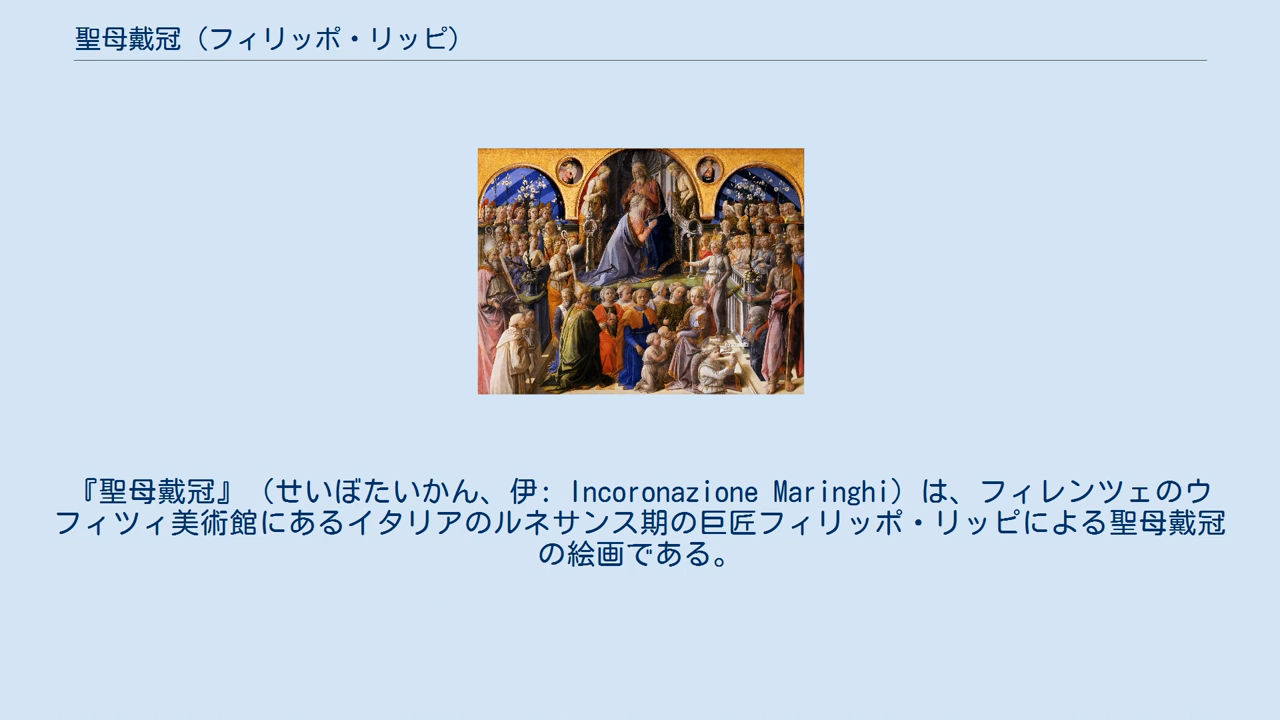 聖母戴冠（フィリッポ・リッピ）
『聖母戴冠』（せいぼたいかん、伊: Incoronazione Maringhi）は、フィレンツェのウ
フィツィ美術館にあるイタリアのルネサンス期の巨匠フィリッポ・リッピによる聖母戴冠
の絵画である。